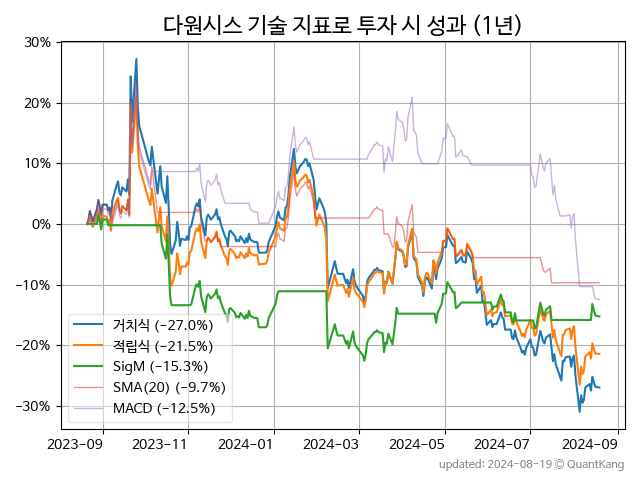 다원시스 기술 지표로 투자 시 성과 (1년)
30%
20%
10%
0%
−10%
−20%
−30%
거치식 (−27.0%)
적립식 (−21.5%)
SigM (−15.3%)
SMA(20) (−9.7%)
MACD (−12.5%)
2023-09 2023-11 2024-01 2024-03 2024-05 2024-07 2024-09
updated: 2024-08-19 © QuantKang